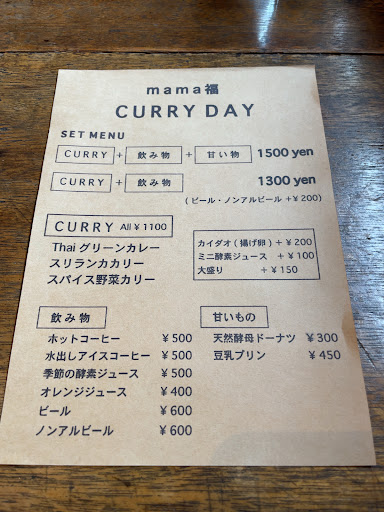 mama福
CURRY DAY
SET MENU
CURRY + 飲み物 + 甘い物 1500 yen
CURRY + 飲み物 1300 yen
(ビール・ノンアルビール +¥200)
CURRY All ¥1100
Thai グリーンカレー
スリランカカリー
スパイス野菜カリー
カイダオ(揚げ卵) +¥200
ミニ酵素ジュース +¥100
大盛り +¥150
飲み物
ホットコーヒー ¥500
水出しアイスコーヒー ¥500
季節の酵素ジュース ¥500
オレンジジュース ¥400
ビール ¥600
ノンアルビール ¥600
甘いもの
天然酵母ドーナツ ¥300
豆乳プリン ¥450